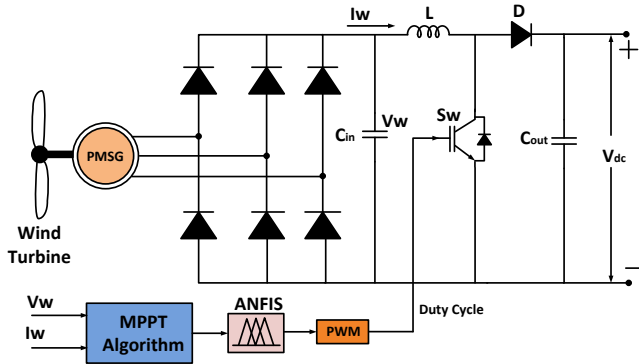 Iw
L
D
+
Sw
Vw
Cin
Cout
Vdc
PMSG
Wind
Turbine
−
Duty Cycle
ANFIS
Vw
Iw
MPPT
Algorithm
PWM